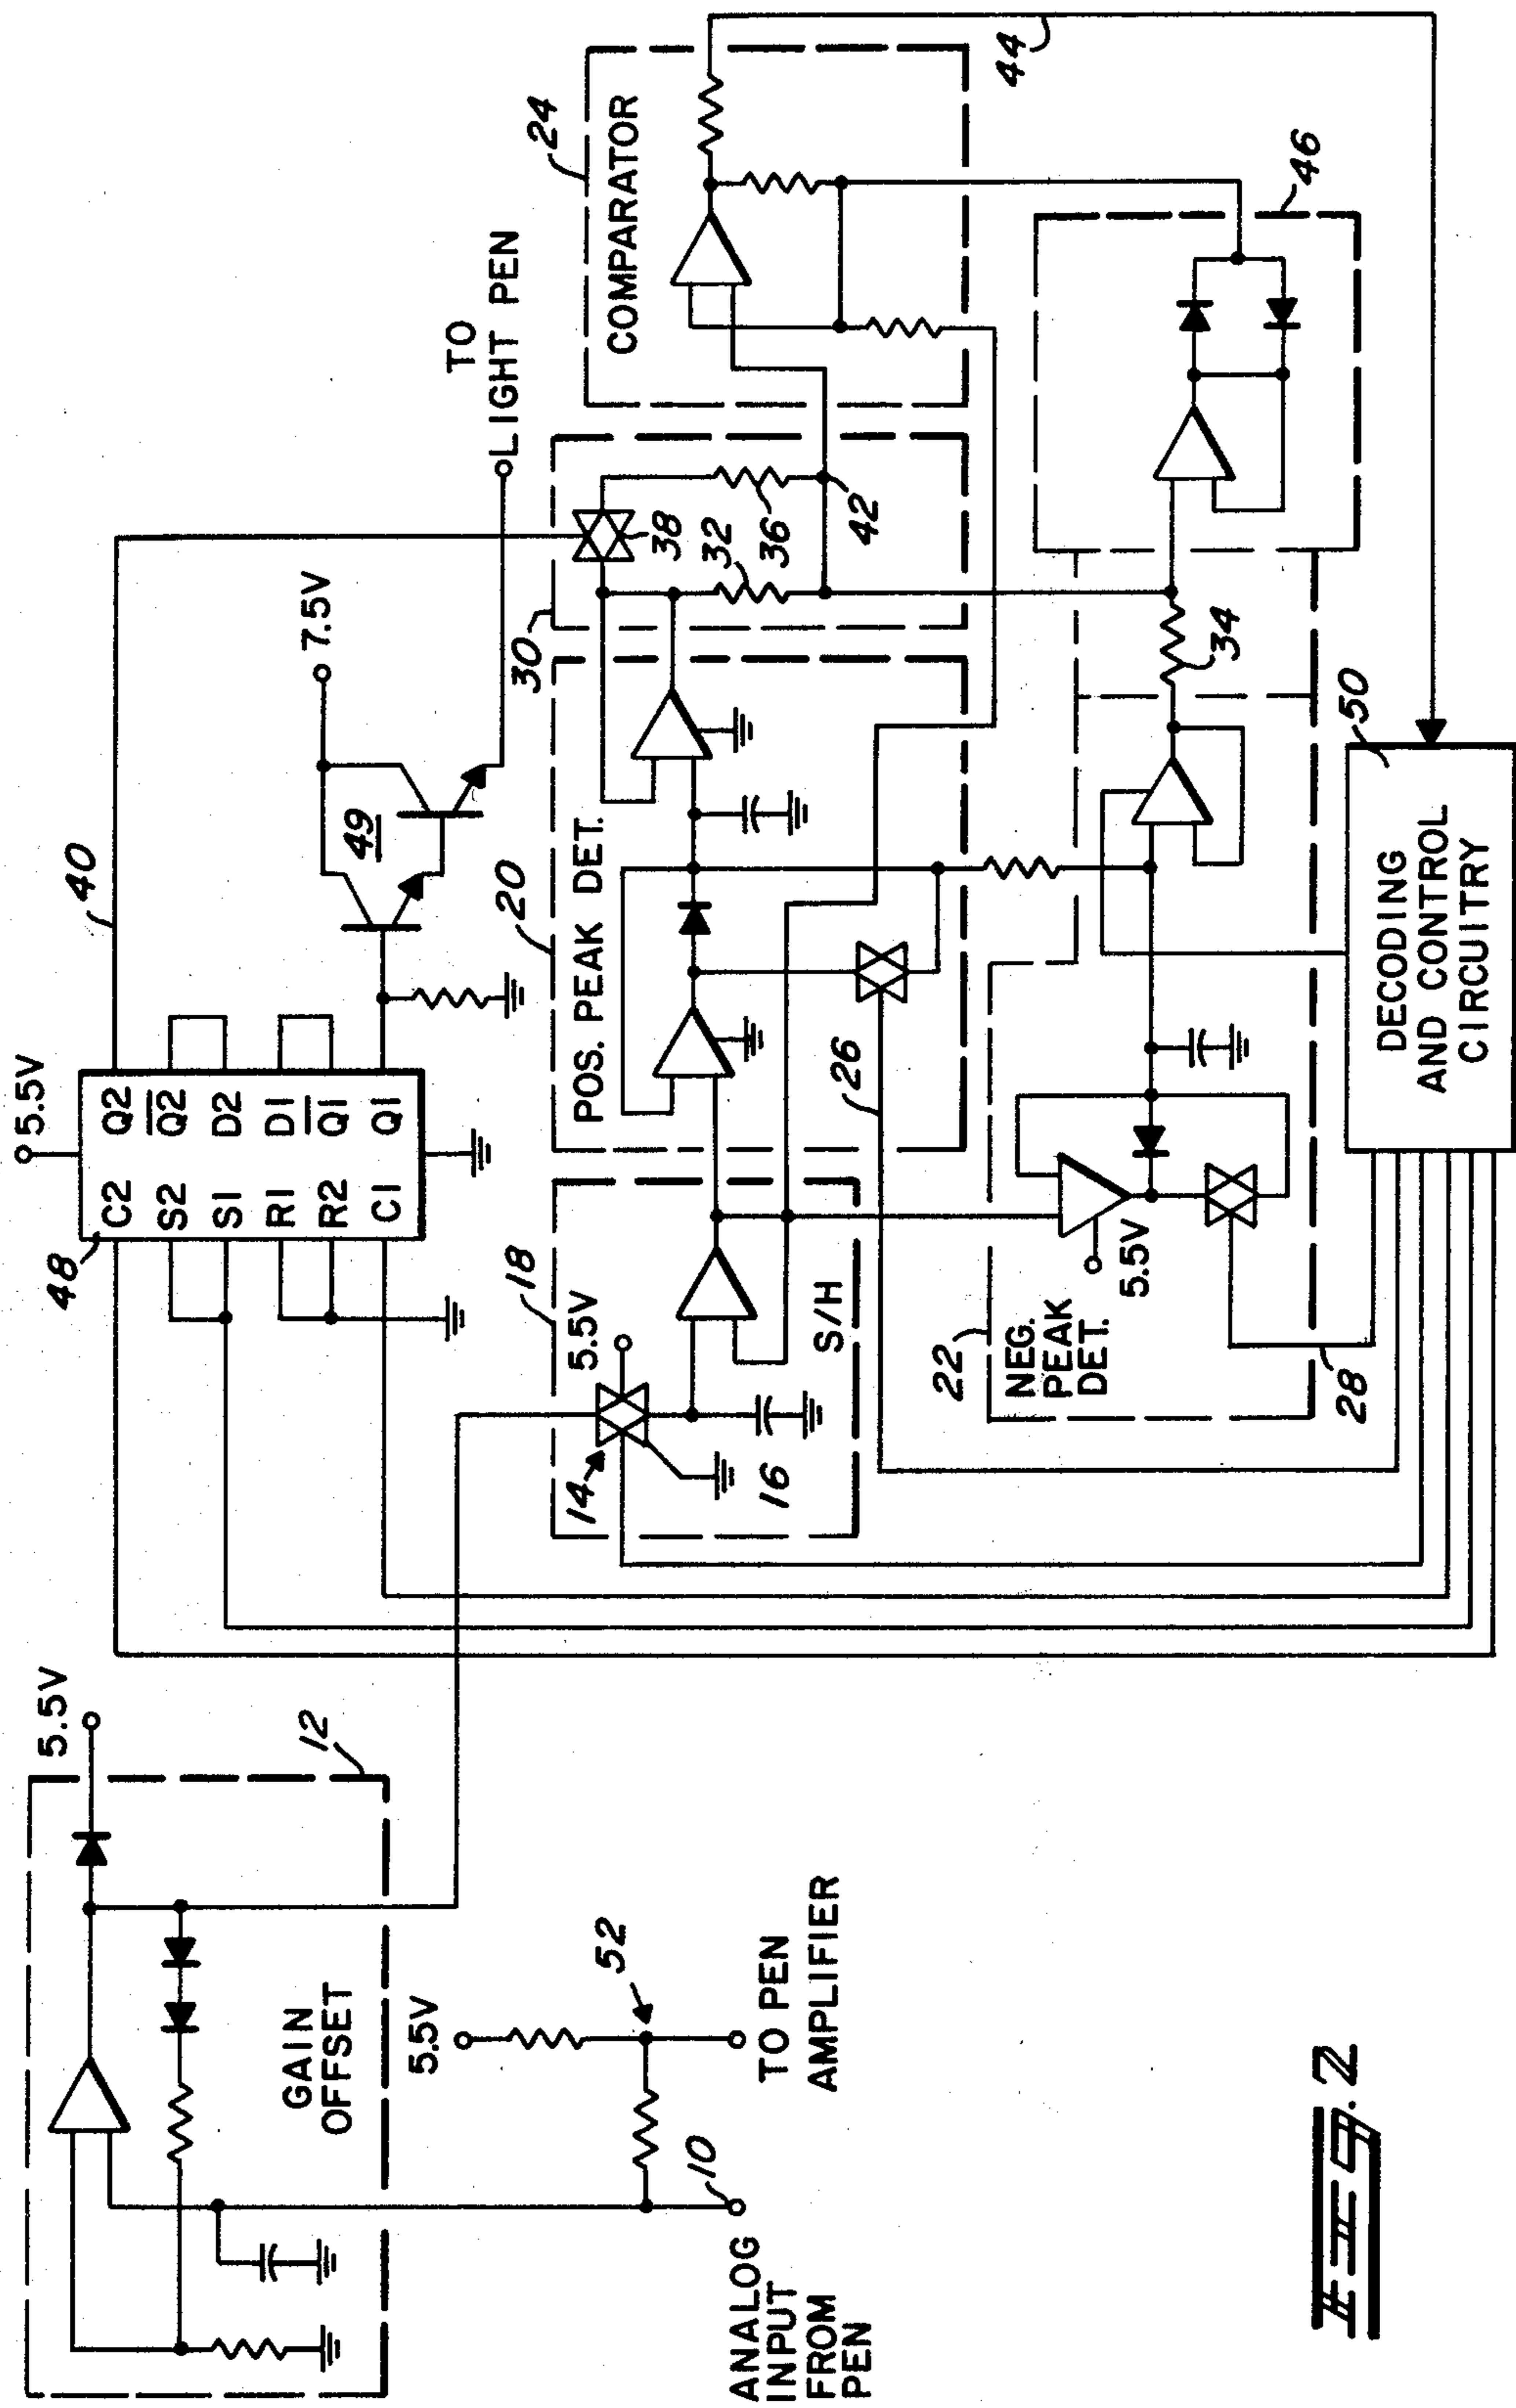 5.5V
12
GAIN
OFFSET
5.5V
52
TO PEN
AMPLIFIER
10
ANALOG
INPUT
FROM
PEN
5.5V
48
C2
S2
S1
R1
R2
C1
Q2
Q2
D2
D1
Q1
Q1
40
49
7.5V
TO
LIGHT PEN
18
5.5V
14
16
S/H
20
POS. PEAK DET.
26
30
38
32
36
42
24
COMPARATOR
44
22
NEG.
PEAK
DET.
5.5V
28
34
46
50
DECODING
AND CONTROL
CIRCUITRY
FIG. 2